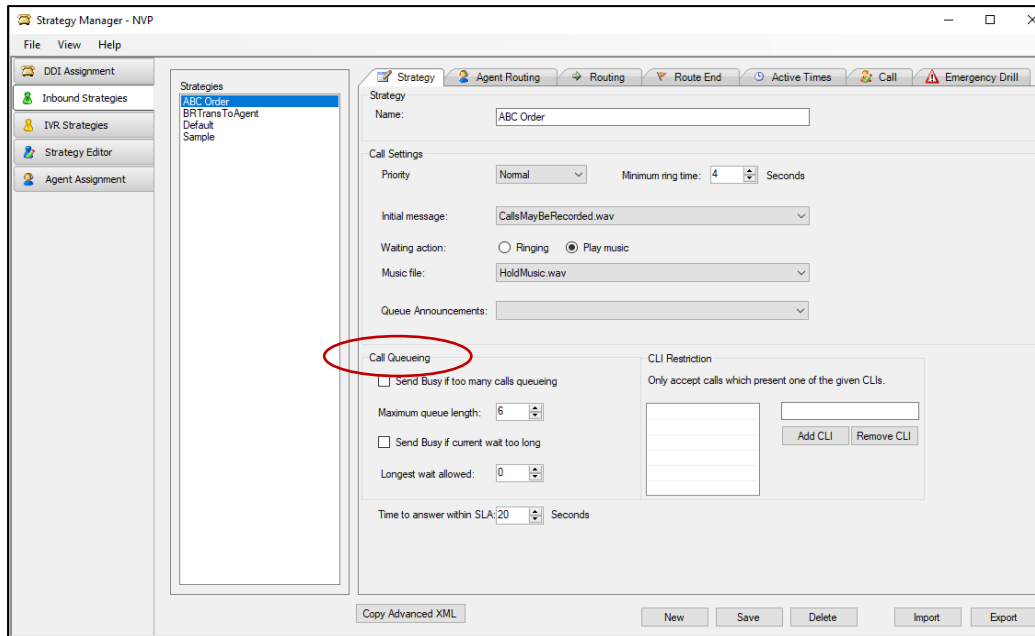 Strategy Manager - NVP
File View Help
DDI Assignment
Inbound Strategies
IVR Strategies
Strategy Editor
Agent Assignment
Strategies
ABC Order
BRTransToAgent
Default
Sample
Strategy Agent Routing Routing Route End Active Times Call Emergency Drill
Strategy
Name: ABC Order
Call Settings
Priority Normal Minimum ring time: 4 Seconds
Initial message: CallsMayBeRecorded.wav
Waiting action: Ringing Play music
Music file: HoldMusic.wav
Queue Announcements:
Call Queueing
Send Busy if too many calls queueing
Maximum queue length: 6
Send Busy if current wait too long
Longest wait allowed: 0
CLI Restriction
Only accept calls which present one of the given CLIs.
Add CLI Remove CLI
Time to answer within SLA: 20 Seconds
Copy Advanced XML New Save Delete Import Export